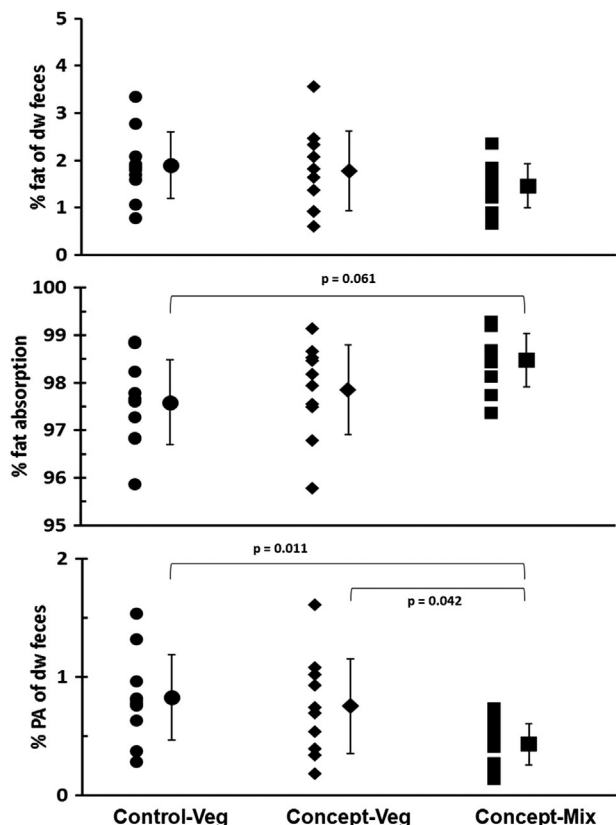 % fat of dw feces
5
4
3
2
1
0
% fat absorption
100
99
98
97
96
95
p = 0.061
% PA of dw feces
2
1
0
p = 0.011
p = 0.042
Control-Veg Concept-Veg Concept-Mix